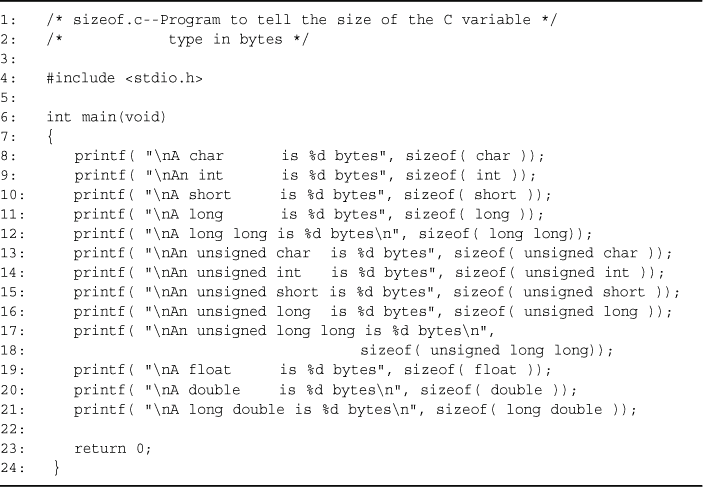 1:   /* sizeof.c--Program to tell the size of the C variable */
2:   /*             type in bytes */
3:
4:   #include <stdio.h>
5:
6:   int main(void)
7:   {
8:      printf( "\nA char      is %d bytes", sizeof( char ));
9:      printf( "\nAn int      is %d bytes", sizeof( int ));
10:     printf( "\nA short     is %d bytes", sizeof( short ));
11:     printf( "\nA long      is %d bytes", sizeof( long ));
12:     printf( "\nA long long is %d bytes\n", sizeof( long long));
13:     printf( "\nAn unsigned char  is %d bytes", sizeof( unsigned char ));
14:     printf( "\nAn unsigned int   is %d bytes", sizeof( unsigned int ));
15:     printf( "\nAn unsigned short is %d bytes", sizeof( unsigned short ));
16:     printf( "\nAn unsigned long  is %d bytes", sizeof( unsigned long ));
17:     printf( "\nAn unsigned long long is %d bytes\n",
18:                                     sizeof( unsigned long long));
19:     printf( "\nA float     is %d bytes", sizeof( float ));
20:     printf( "\nA double    is %d bytes\n", sizeof( double ));
21:     printf( "\nA long double is %d bytes\n", sizeof( long double ));
22:
23:     return 0;
24:   }